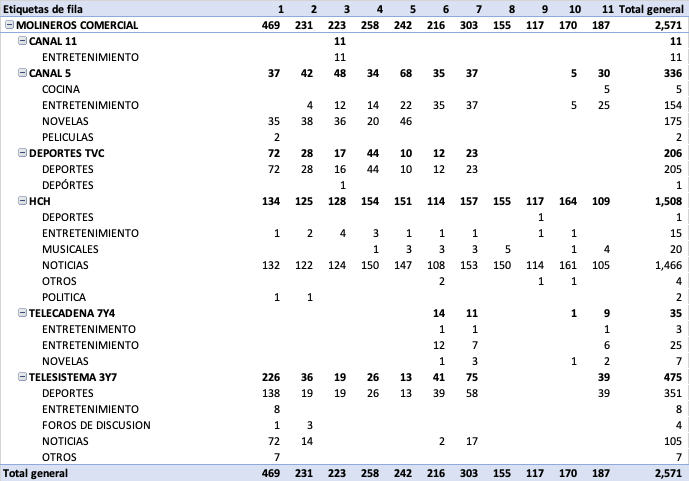 Etiquetas de fila 1 2 3 4 5 6 7 8 9 10 11 Total general
MOLINEROS COMERCIAL 469 231 223 258 242 216 303 155 117 170 187 2,571
CANAL 11 11 11
ENTRETENIMIENTO 11 11
CANAL 5 37 42 48 34 68 35 37 5 30 336
COCINA 5 5
ENTRETENIMIENTO 4 12 14 22 35 37 5 25 154
NOVELAS 35 38 36 20 46 175
PELICULAS 2 2
DEPORTES TVC 72 28 17 44 10 12 23 206
DEPORTES 72 28 16 44 10 12 23 205
DEPÓRTES 1 1
HCH 134 125 128 154 151 114 157 155 117 164 109 1,508
DEPORTES 1 1
ENTRETENIMIENTO 1 2 4 3 1 1 1 1 1 15
MUSICALES 1 3 3 3 5 1 4 20
NOTICIAS 132 122 124 150 147 108 153 150 114 161 105 1,466
OTROS 2 1 1 4
POLITICA 1 1 2
TELECADENA 7Y4 14 11 1 9 35
ENTRETENIMENTO 1 1 1 3
ENTRETENIMIENTO 12 7 6 25
NOVELAS 1 3 1 2 7
TELESISTEMA 3Y7 226 36 19 26 13 41 75 39 475
DEPORTES 138 19 19 26 13 39 58 39 351
ENTRETENIMIENTO 8 8
FOROS DE DISCUSION 1 3 4
NOTICIAS 72 14 2 17 105
OTROS 7 7
Total general 469 231 223 258 242 216 303 155 117 170 187 2,571